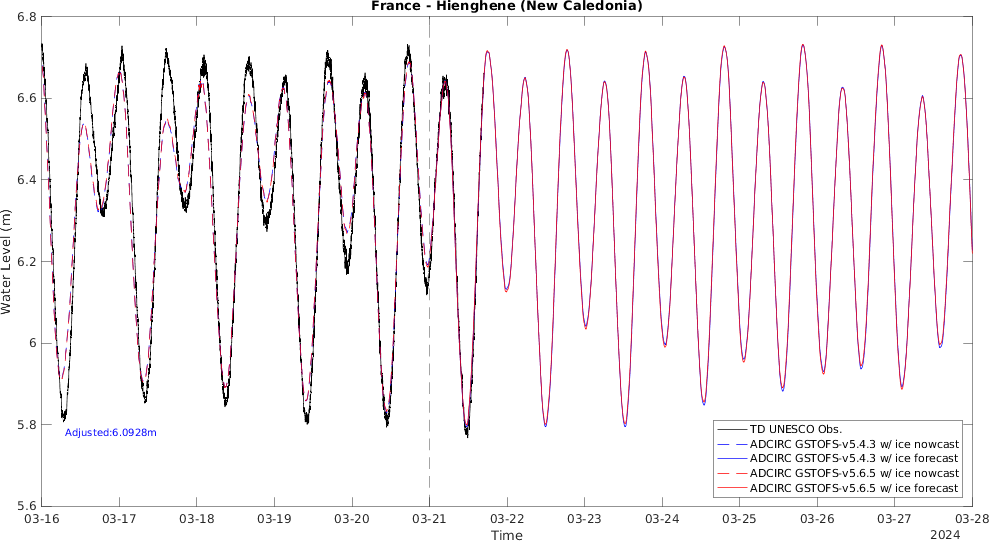 France - Hienghene (New Caledonia)
6.8
6.6
6.4
6.2
6
5.8
5.6
Water Level (m)
Adjusted:6.0928m
TD UNESCO Obs.
ADCIRC GSTOFS-v5.4.3 w/ ice nowcast
ADCIRC GSTOFS-v5.4.3 w/ ice forecast
ADCIRC GSTOFS-v5.6.5 w/ ice nowcast
ADCIRC GSTOFS-v5.6.5 w/ ice forecast
03-16 03-17 03-18 03-19 03-20 03-21 03-22 03-23 03-24 03-25 03-26 03-27 03-28
Time
2024